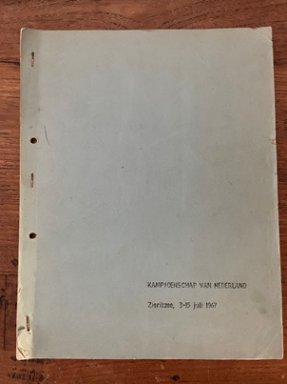 KAMPIOENSCHAP VAN NEDERLAND
Zierikzee, 3-15 juli 1967